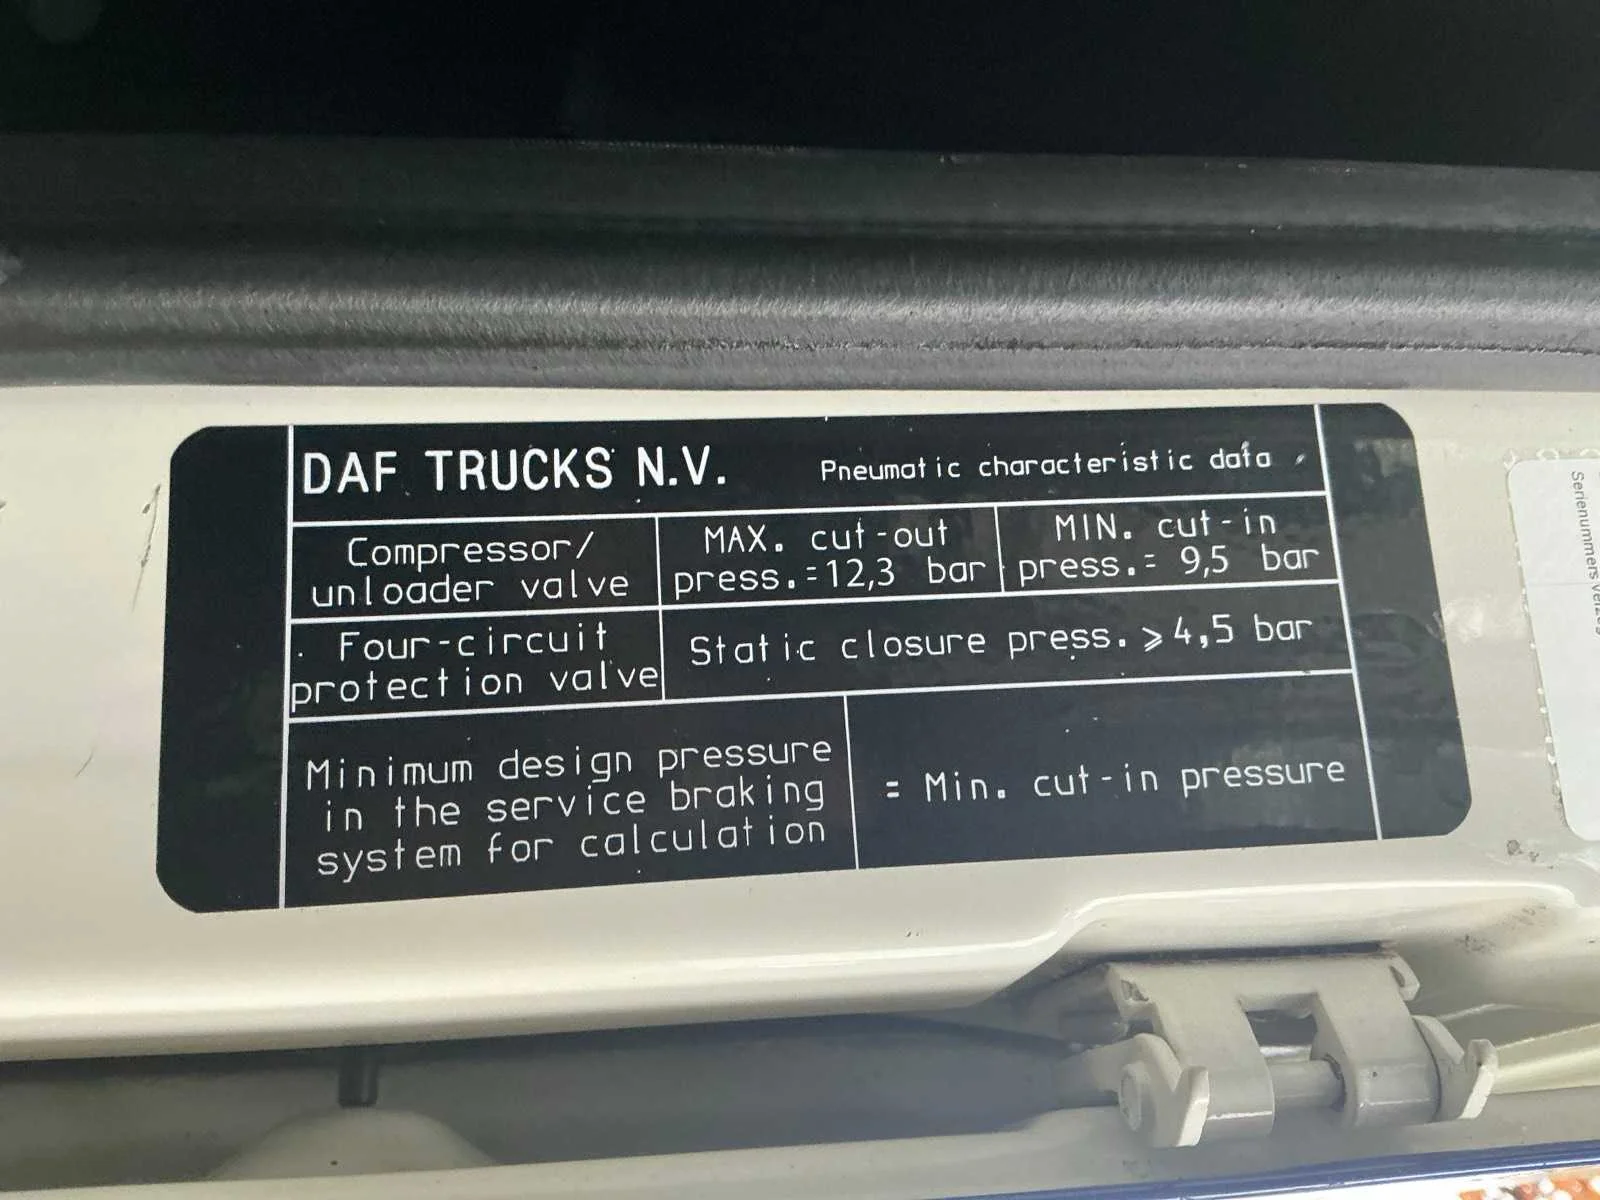 DAF TRUCKS N.V.
Pneumatic characteristic data
Compressor/
unloader valve
MAX. cut-out
press.=12,3 bar
MIN. cut-in
press.= 9,5 bar
Four-circuit
protection valve
Static closure press. ⩾ 4,5 bar
Minimum design pressure
in the service braking
system for calculation
= Min. cut-in pressure